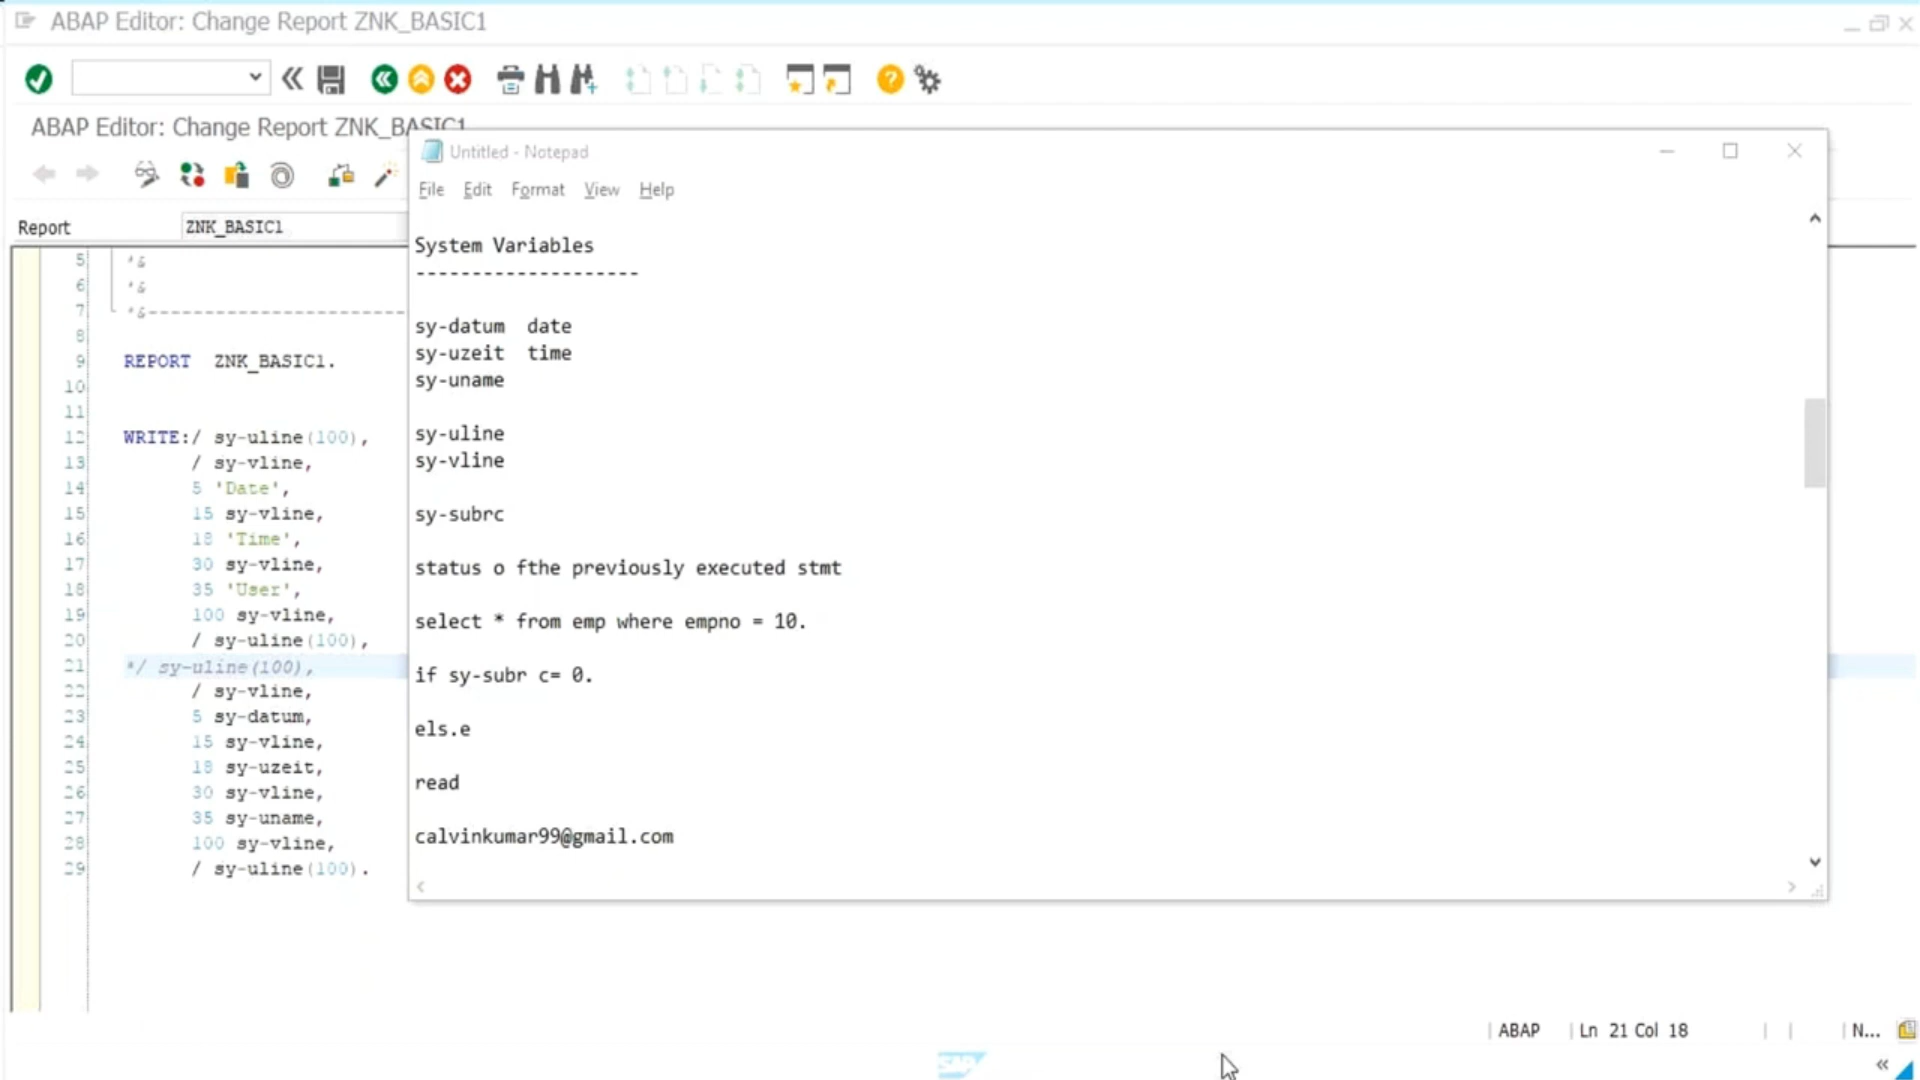 ABAP Editor: Change Report ZNK_BASIC1
ABAP Editor: Change Report ZNK_BASIC1
Untitled - Notepad
File Edit Format View Help
Report ZNK_BASIC1
System Variables
--------------------
sy-datum  date
sy-uzeit  time
sy-uname
sy-uline
sy-vline
sy-subrc
status o fthe previously executed stmt
select * from emp where empno = 10.
if sy-subr c= 0.
els.e
read
calvinkumar99@gmail.com
5 *&
6 *&
7 *&-----------------------
8
9 REPORT  ZNK_BASIC1.
10
11
12 WRITE:/ sy-uline(100),
13 / sy-vline,
14 5 'Date',
15 15 sy-vline,
16 18 'Time',
17 30 sy-vline,
18 35 'User',
19 100 sy-vline,
20 / sy-uline(100),
21 */ sy-uline(100),
22 / sy-vline,
23 5 sy-datum,
24 15 sy-vline,
25 18 sy-uzeit,
26 30 sy-vline,
27 35 sy-uname,
28 100 sy-vline,
29 / sy-uline(100).
ABAP Ln 21 Col 18 N...
SAP